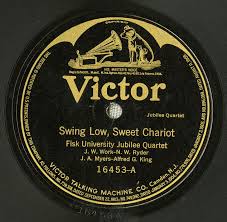 "HIS MASTER'S VOICE"
Victor
Jubilee Quartet
Swing Low, Sweet Chariot
Fisk University Jubilee Quartet
J. W. Work-N. W. Ryder
J. A. Myers-Alfred G. King
16453-A
VICTOR TALKING MACHINE CO. Camden, N.J.